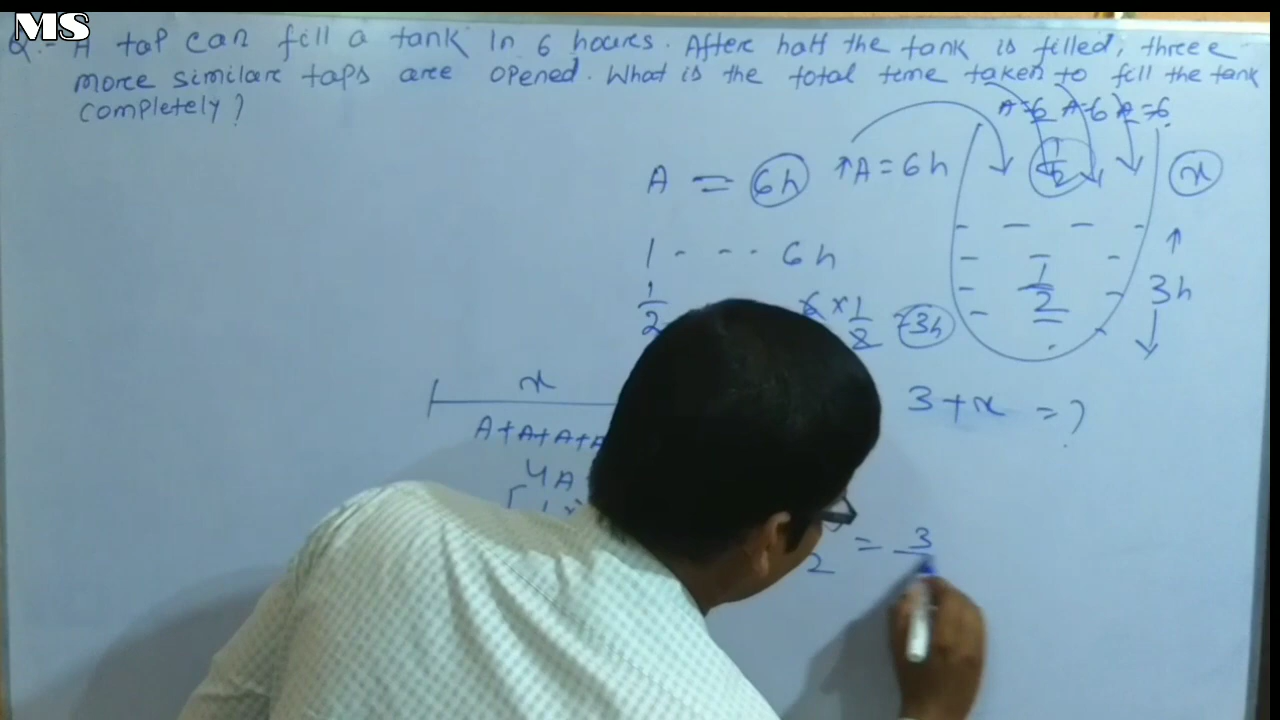 MS
Q:- A tap can fill a tank in 6 hours. After half the tank is filled, three
more similar taps are opened. What is the total time taken to fill the tank
completely?
A=6 A=6 A=6
A = 6h ↑A = 6h 1/2 x
1 - - - - 6h
1/2 6 × 1/2 = 3h 1/2 3h
x 3 + x = ?
A+A+A+A
4A
2 = 3